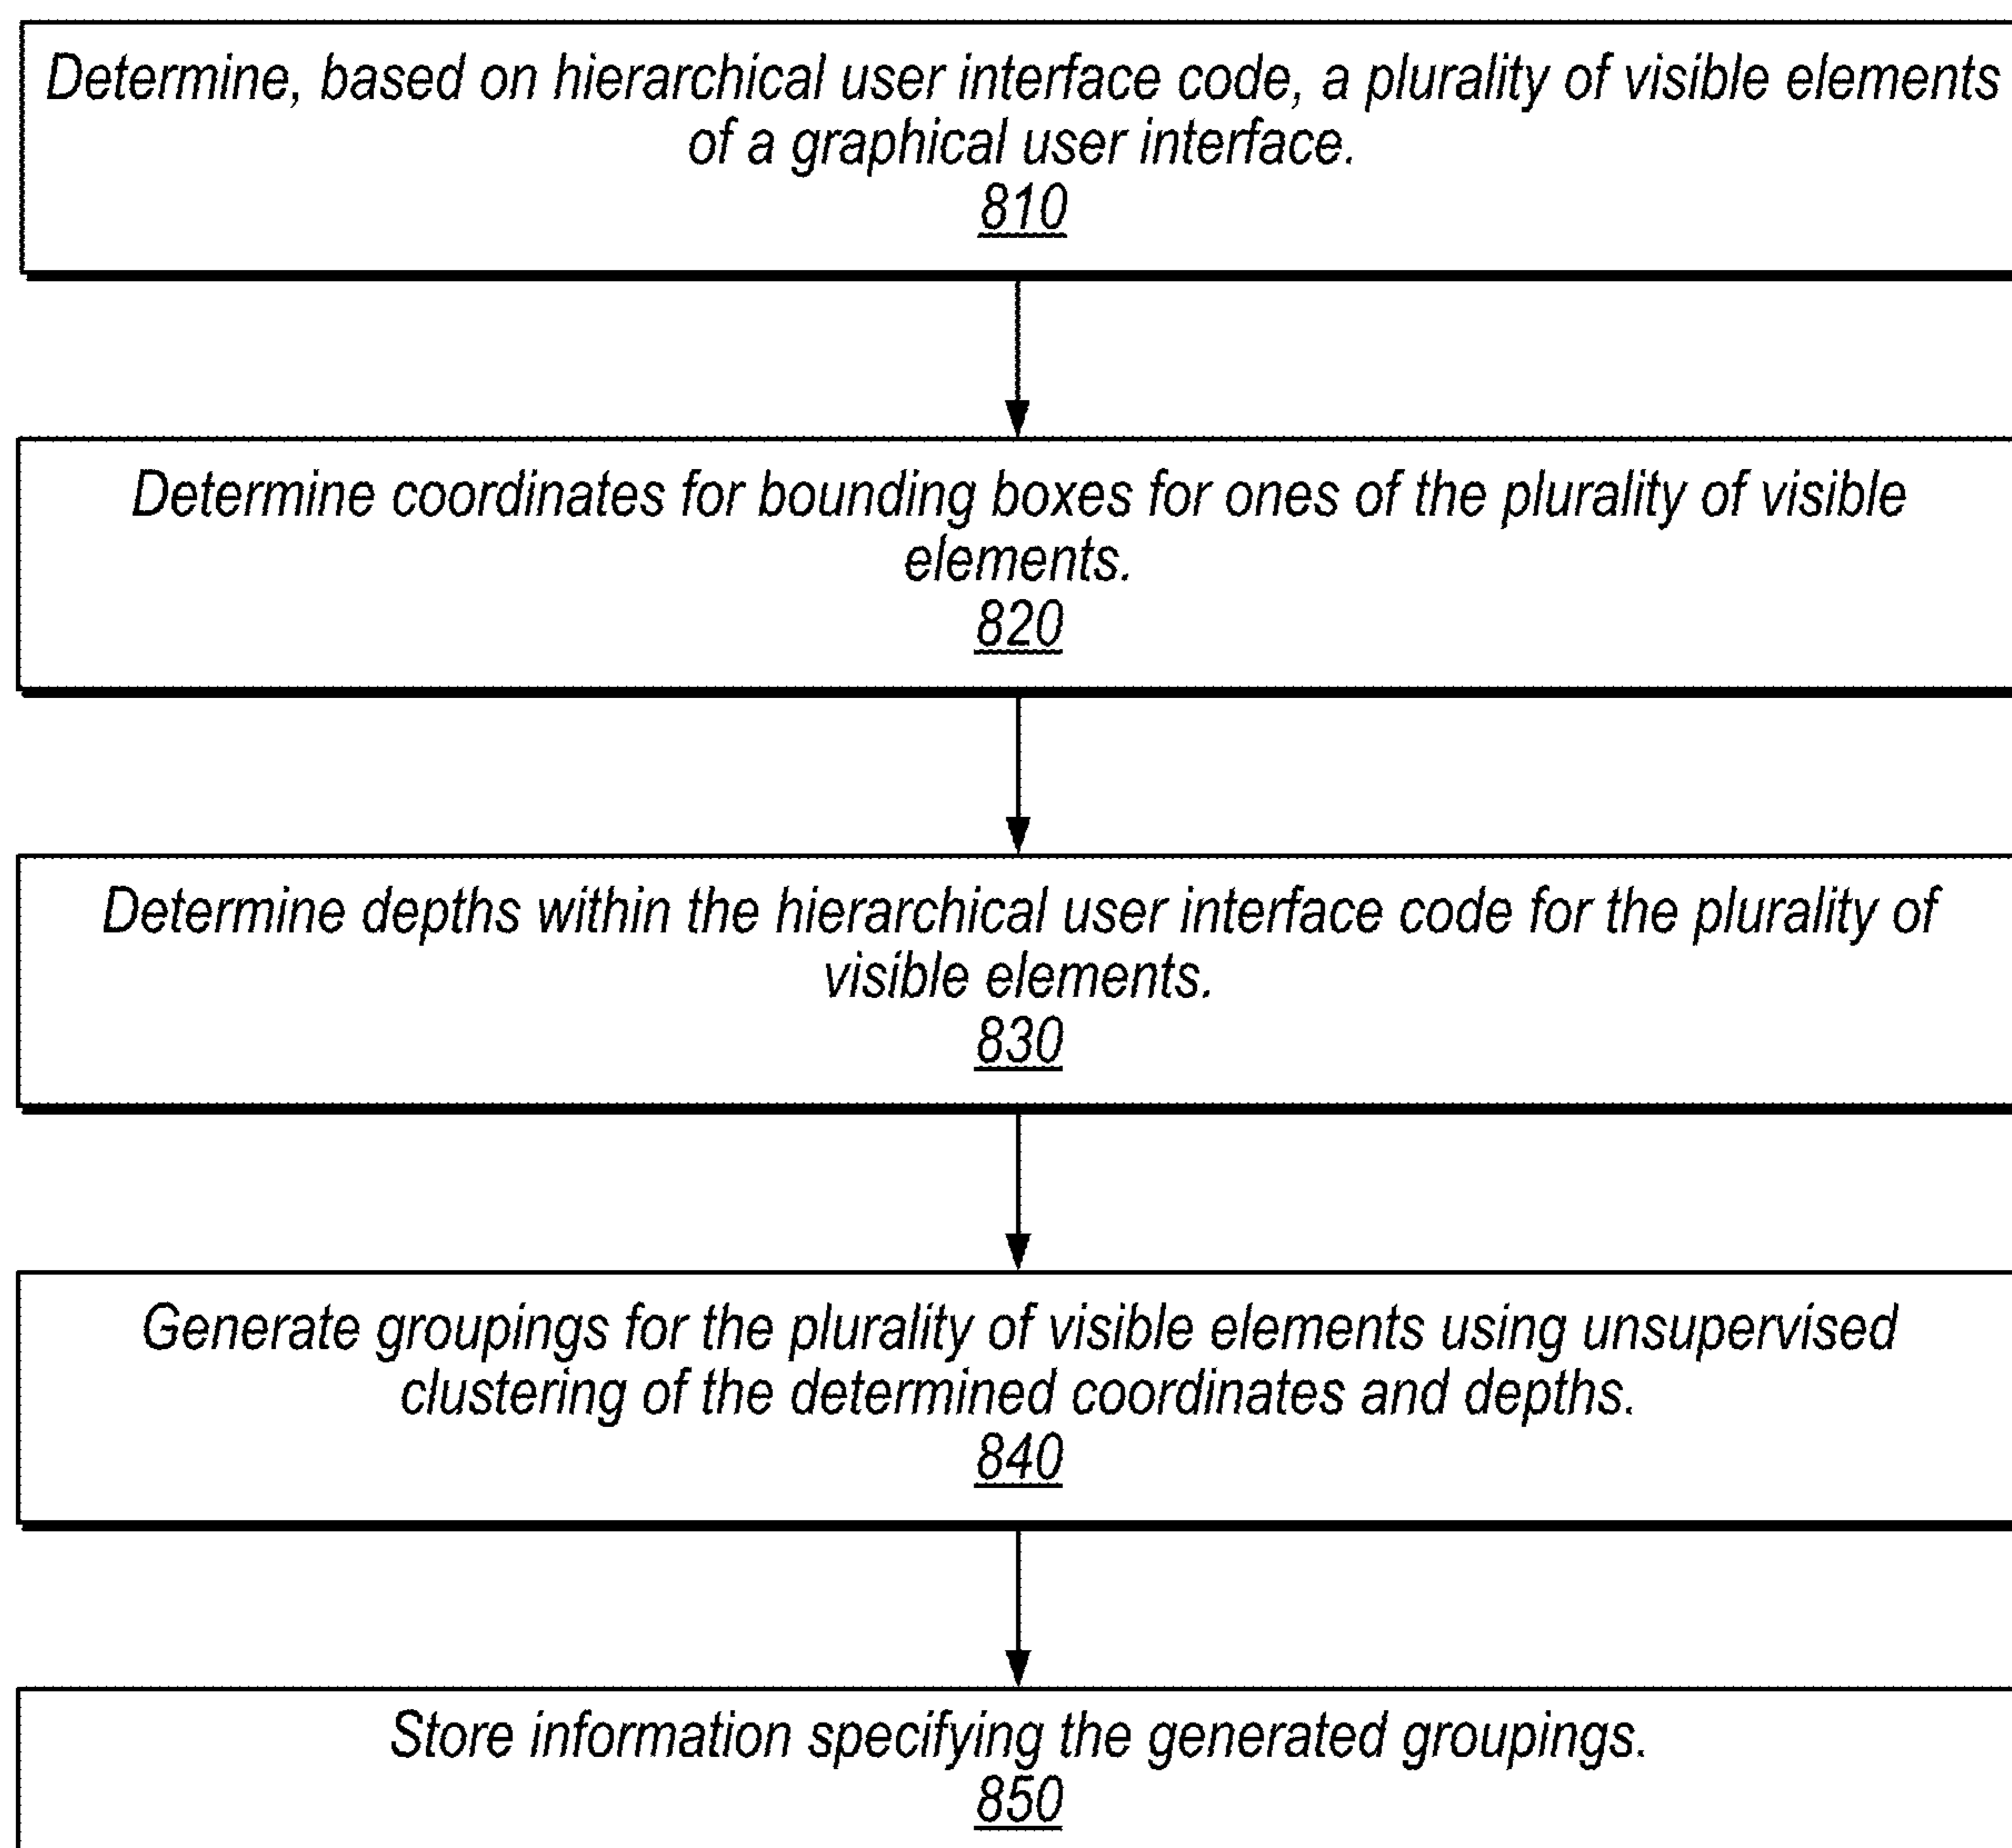 Determine, based on hierarchical user interface code, a plurality of visible elements
of a graphical user interface.
810
Determine coordinates for bounding boxes for ones of the plurality of visible
elements.
820
Determine depths within the hierarchical user interface code for the plurality of
visible elements.
830
Generate groupings for the plurality of visible elements using unsupervised
clustering of the determined coordinates and depths.
840
Store information specifying the generated groupings.
850